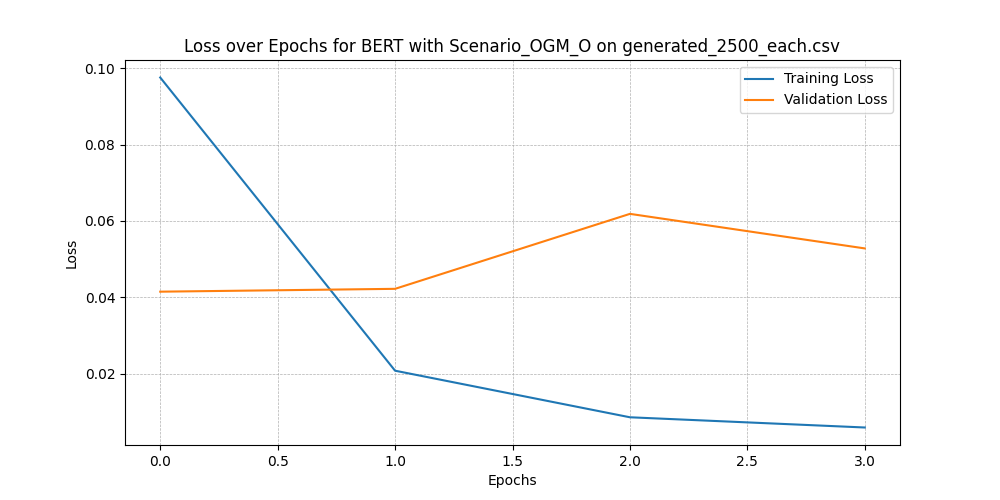 Loss over Epochs for BERT with Scenario_OGM_O on generated_2500_each.csv
Training Loss
Validation Loss
0.10
0.08
0.06
0.04
0.02
Loss
0.0
0.5
1.0
1.5
2.0
2.5
3.0
Epochs